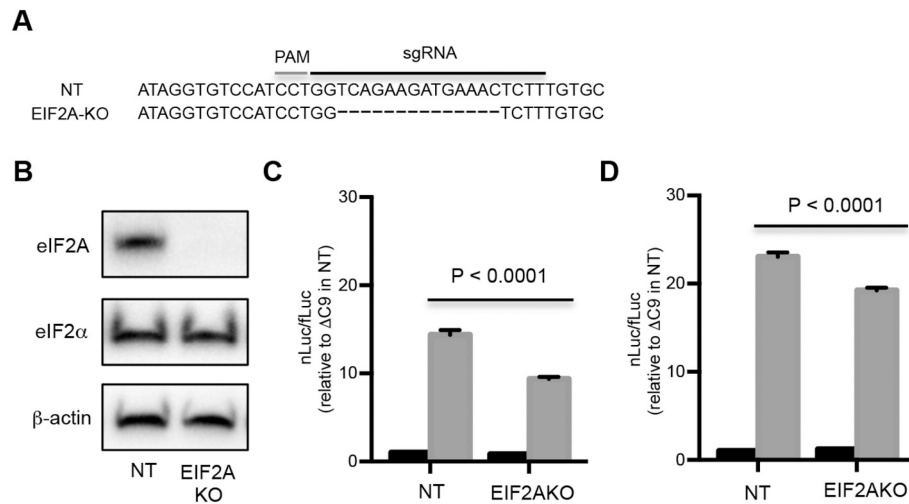 A
PAM sgRNA
NT ATAGGTGTCCATCCTGGTCAGAAGATGAAACTCTTTGTGC
EIF2A-KO ATAGGTGTCCATCCTGG--------------TCTTTGTGC
B
eIF2A
eIF2α
β-actin
NT EIF2A
KO
C
nLuc/fLuc
(relative to ΔC9 in NT)
30
20
10
0
P < 0.0001
NT EIF2AKO
D
nLuc/fLuc
(relative to ΔC9 in NT)
30
20
10
0
P < 0.0001
NT EIF2AKO